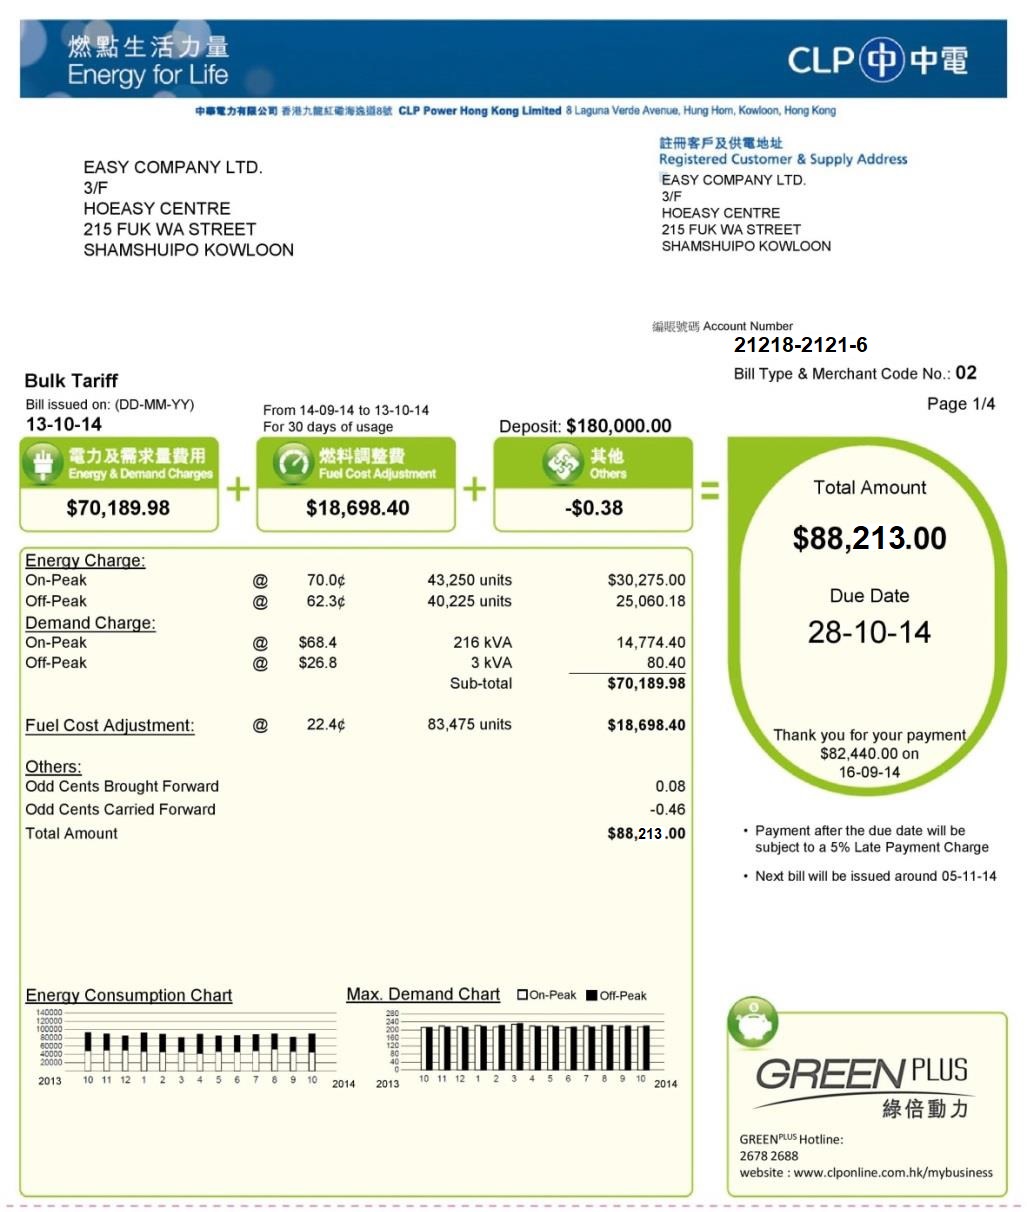 燃點生活力量
Energy for Life
CLP 中 中電
中華電力有限公司 香港九龍紅磡海逸道8號 CLP Power Hong Kong Limited 8 Laguna Verde Avenue, Hung Hom, Kowloon, Hong Kong
EASY COMPANY LTD.
3/F
HOEASY CENTRE
215 FUK WA STREET
SHAMSHUIPO KOWLOON
註冊客戶及供電地址
Registered Customer & Supply Address
EASY COMPANY LTD.
3/F
HOEASY CENTRE
215 FUK WA STREET
SHAMSHUIPO KOWLOON
編賬號碼 Account Number
21218-2121-6
Bill Type & Merchant Code No.: 02
Page 1/4
Bulk Tariff
Bill issued on: (DD-MM-YY)
13-10-14
From 14-09-14 to 13-10-14
For 30 days of usage
Deposit: $180,000.00
電力及需求量費用
Energy & Demand Charges
$70,189.98
+
燃料調整費
Fuel Cost Adjustment
$18,698.40
+
其他
Others
-$0.38
=
Total Amount
$88,213.00
Due Date
28-10-14
Thank you for your payment
$82,440.00 on
16-09-14
Energy Charge:
On-Peak @ 70.0¢ 43,250 units $30,275.00
Off-Peak @ 62.3¢ 40,225 units 25,060.18
Demand Charge:
On-Peak @ $68.4 216 kVA 14,774.40
Off-Peak @ $26.8 3 kVA 80.40
Sub-total $70,189.98
Fuel Cost Adjustment: @ 22.4¢ 83,475 units $18,698.40
Others:
Odd Cents Brought Forward 0.08
Odd Cents Carried Forward -0.46
Total Amount $88,213.00
• Payment after the due date will be
subject to a 5% Late Payment Charge
• Next bill will be issued around 05-11-14
Energy Consumption Chart
140000
120000
100000
80000
60000
40000
20000
2013 10 11 12 1 2 3 4 5 6 7 8 9 10 2014
Max. Demand Chart On-Peak Off-Peak
280
240
200
160
120
80
40
0
2013 10 11 12 1 2 3 4 5 6 7 8 9 10 2014
$
GREEN PLUS
綠倍動力
GREENPLUS Hotline:
2678 2688
website : www.clponline.com.hk/mybusiness